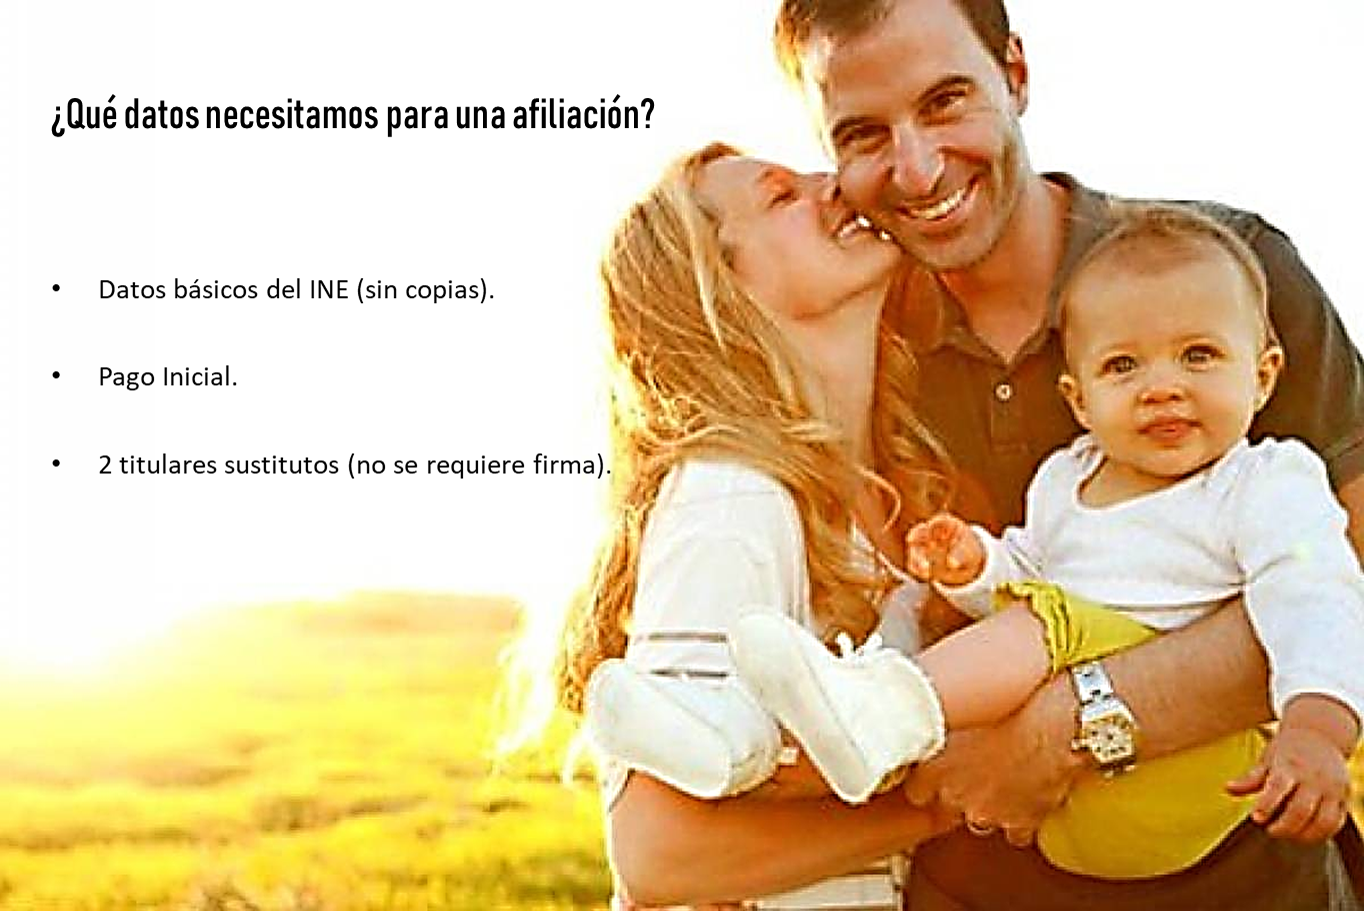 ¿Qué datos necesitamos para una afiliación?
• Datos básicos del INE (sin copias).
• Pago Inicial.
• 2 titulares sustitutos (no se requiere firma).